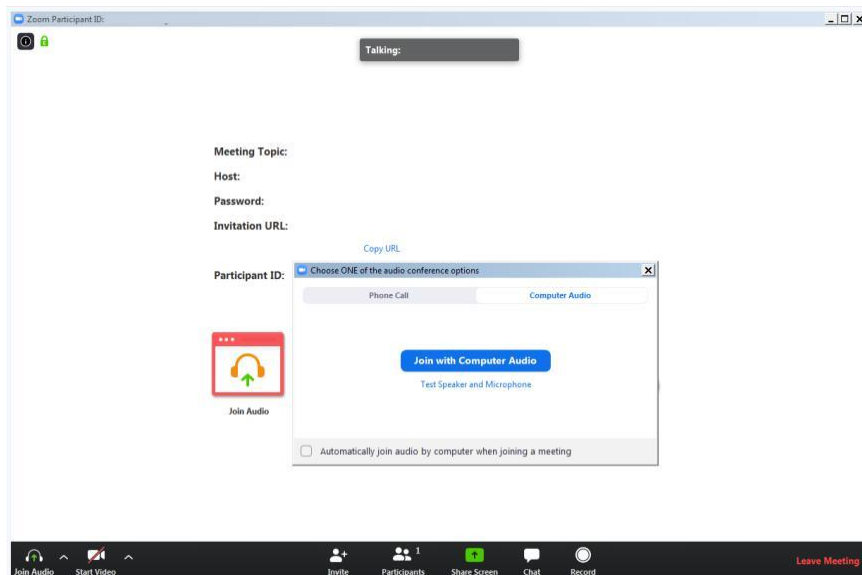 Zoom Participant ID:
Talking:
Meeting Topic:
Host:
Password:
Invitation URL:
Copy URL
Participant ID:
Choose ONE of the audio conference options
Phone Call
Computer Audio
Join with Computer Audio
Test Speaker and Microphone
Join Audio
Automatically join audio by computer when joining a meeting
1
Join Audio
Start Video
Invite
Participants
Share Screen
Chat
Record
Leave Meeting